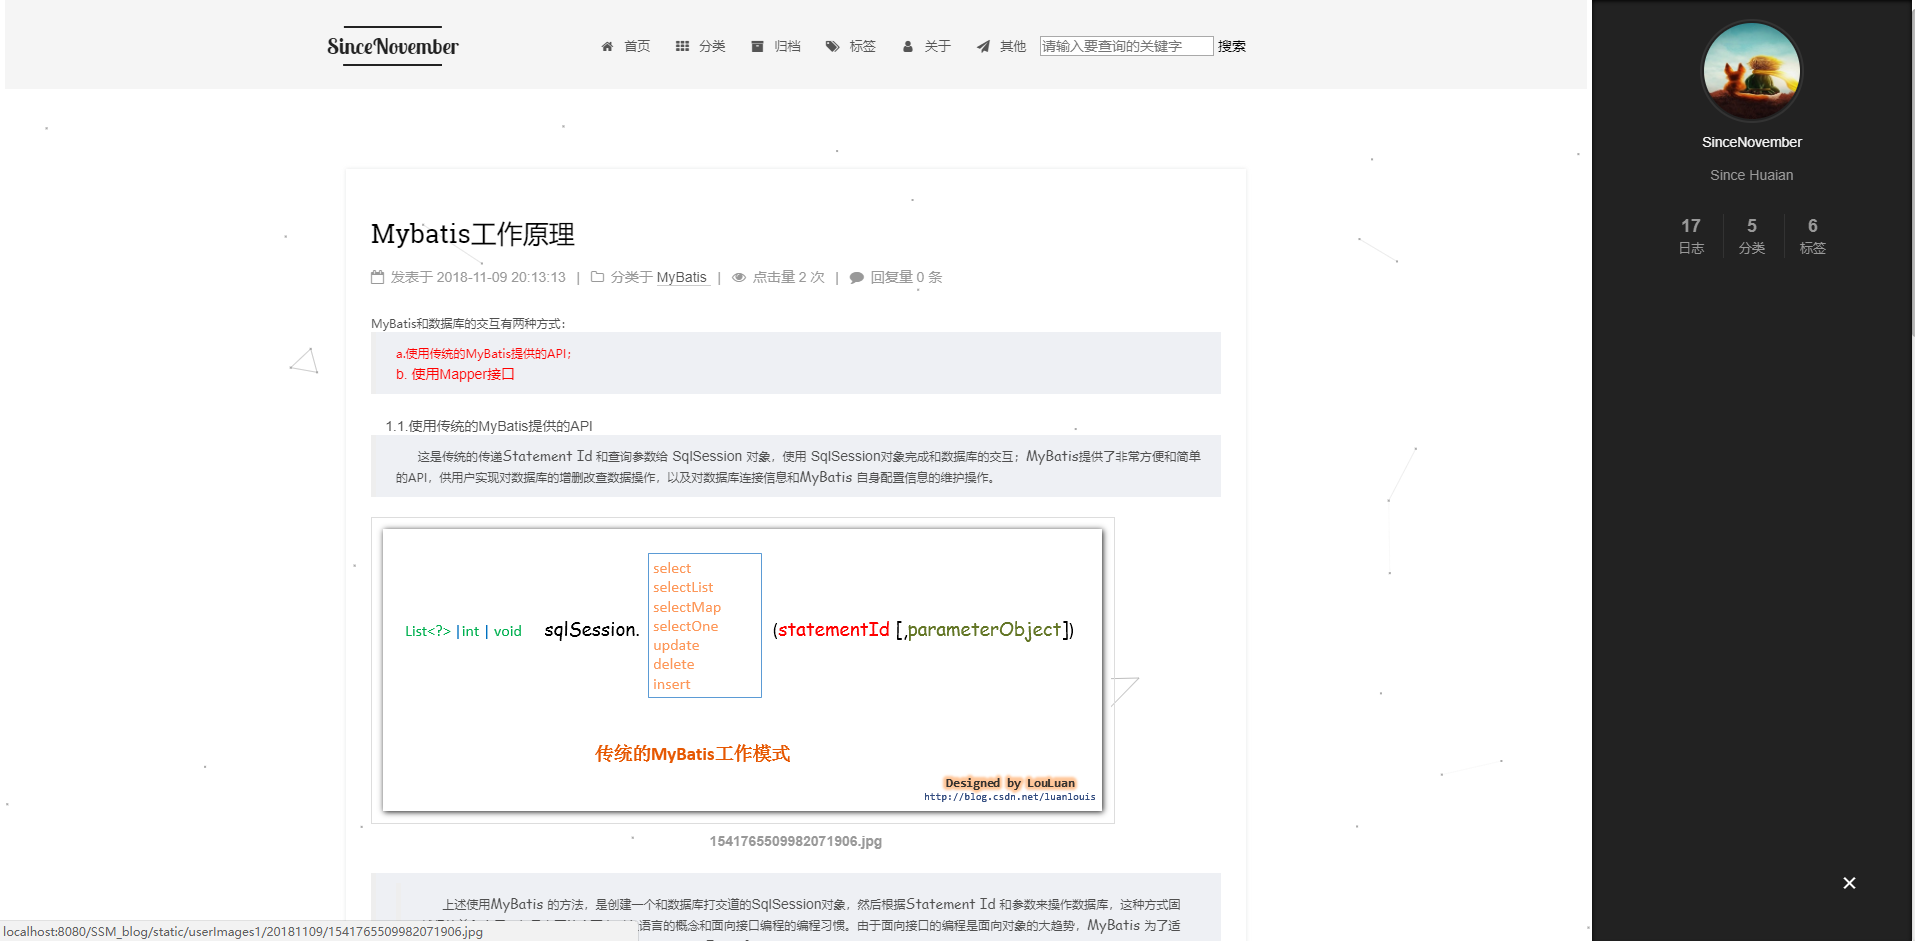 SinceNovember
首页 分类 归档 标签 关于 其他 请输入要查询的关键字 搜索
SinceNovember
Since Huaian
17 5 6
日志 分类 标签
Mybatis工作原理
发表于 2018-11-09 20:13:13 | 分类于 MyBatis | 点击量 2 次 | 回复量 0 条
MyBatis和数据库的交互有两种方式：
a.使用传统的MyBatis提供的API；
b. 使用Mapper接口
1.1.使用传统的MyBatis提供的API
这是传统的传递Statement Id 和查询参数给 SqlSession 对象，使用 SqlSession对象完成和数据库的交互；MyBatis提供了非常方便和简单
的API，供用户实现对数据库的增删改查数据操作，以及对数据库连接信息和MyBatis 自身配置信息的维护操作。
select
selectList
selectMap
selectOne
update
delete
insert
List<?> |int | void sqlSession. (statementId [,parameterObject])
传统的MyBatis工作模式
Designed by LouLuan
http://blog.csdn.net/luanlouis
1541765509982071906.jpg
上述使用MyBatis 的方法，是创建一个和数据库打交道的SqlSession对象，然后根据Statement Id 和参数来操作数据库，这种方式固
语言的概念和面向接口编程的编程习惯。由于面向接口的编程是面向对象的大趋势，MyBatis 为了适
localhost:8080/SSM_blog/static/userImages1/20181109/1541765509982071906.jpg